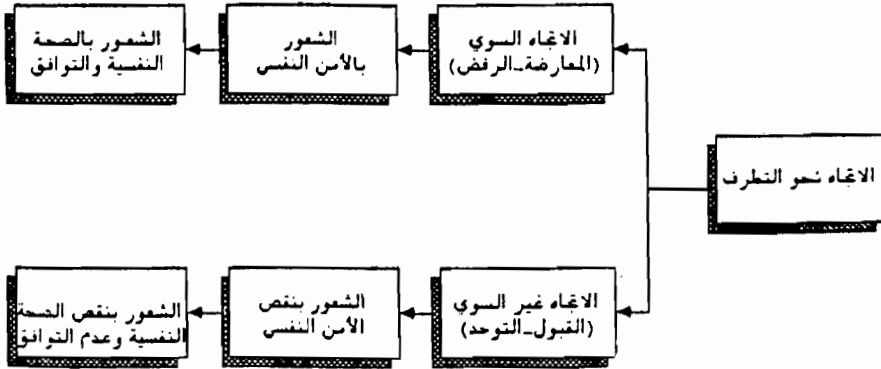 الاتجاه نحو التطرف
الاتجاه السوي
(المعارضة-الرفض)
الشعور
بالأمن النفسي
الشعور بالصحة
النفسية والتوافق
الاتجاه غير السوي
(القبول-التوحد)
الشعور بنقص
الأمن النفسي
الشعور بنقص الصحة
النفسية وعدم التوافق